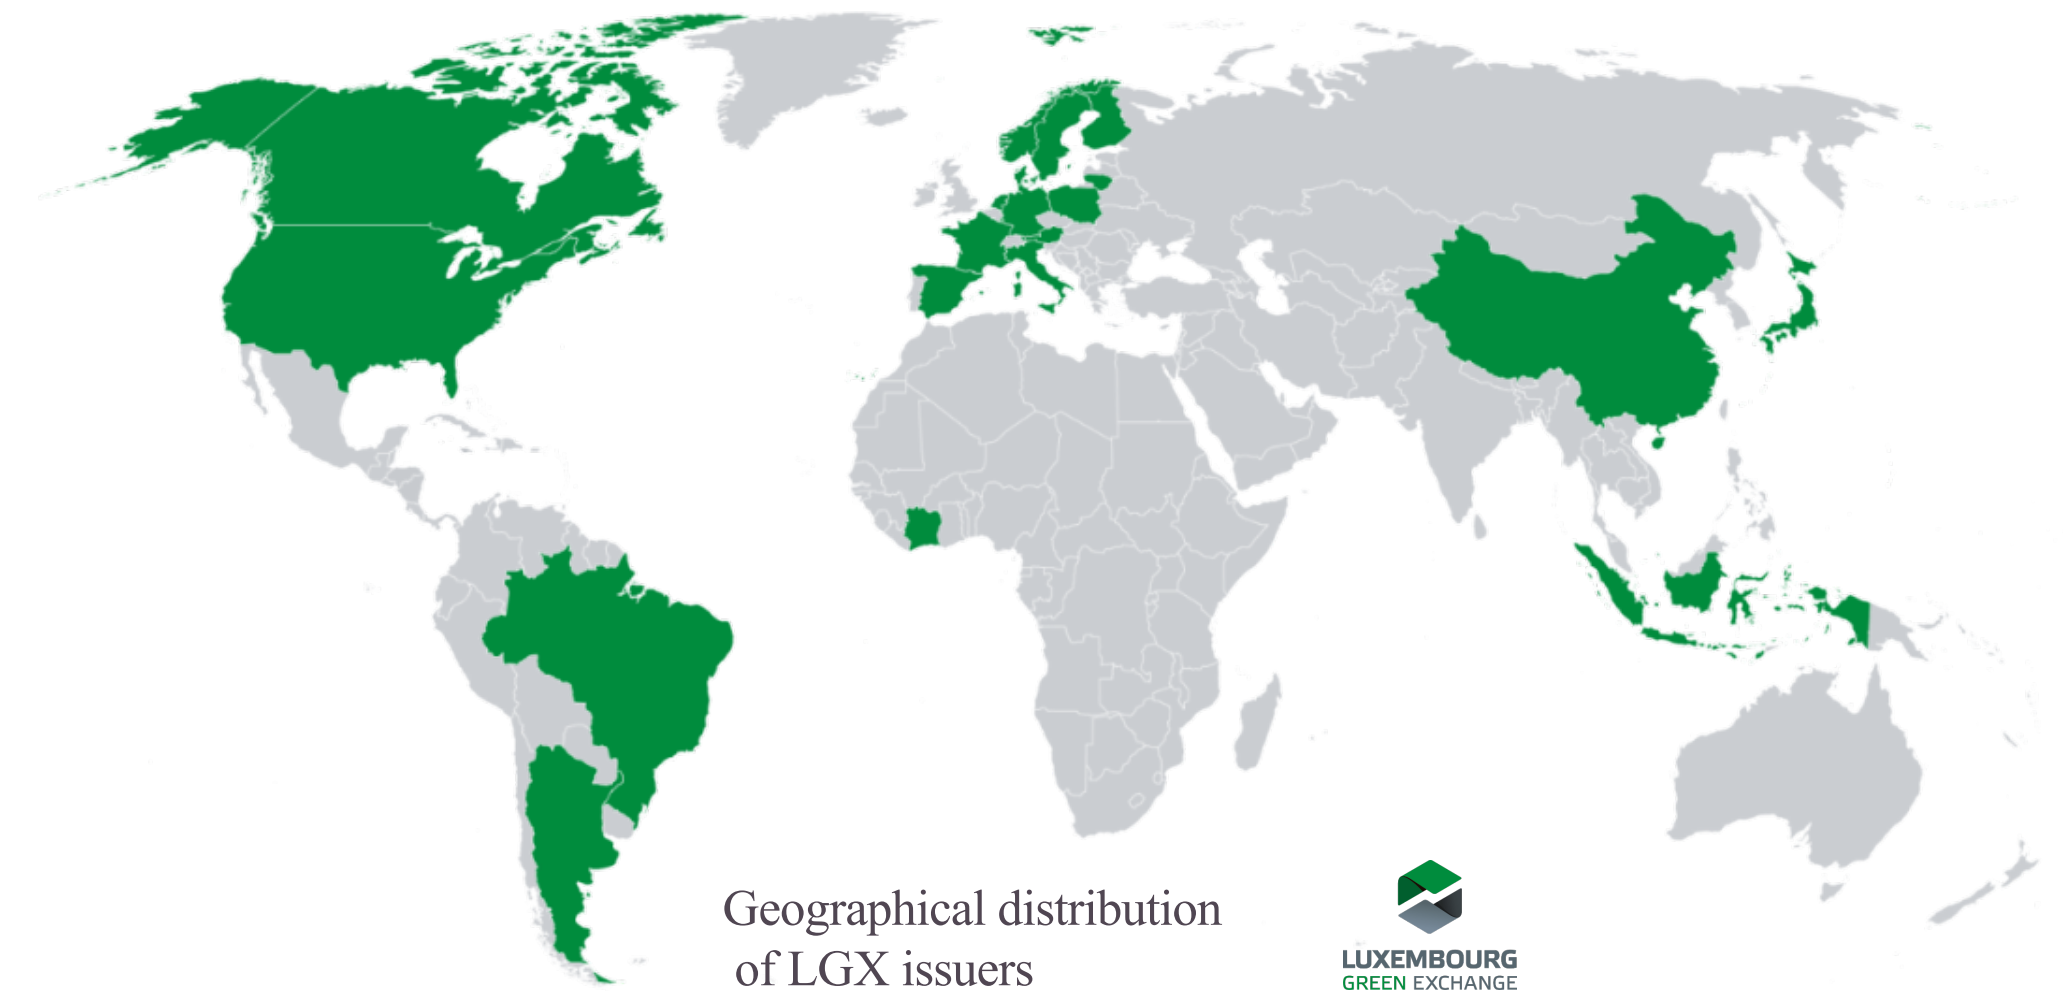 Geographical distribution
of LGX issuers
LUXEMBOURG
GREEN EXCHANGE